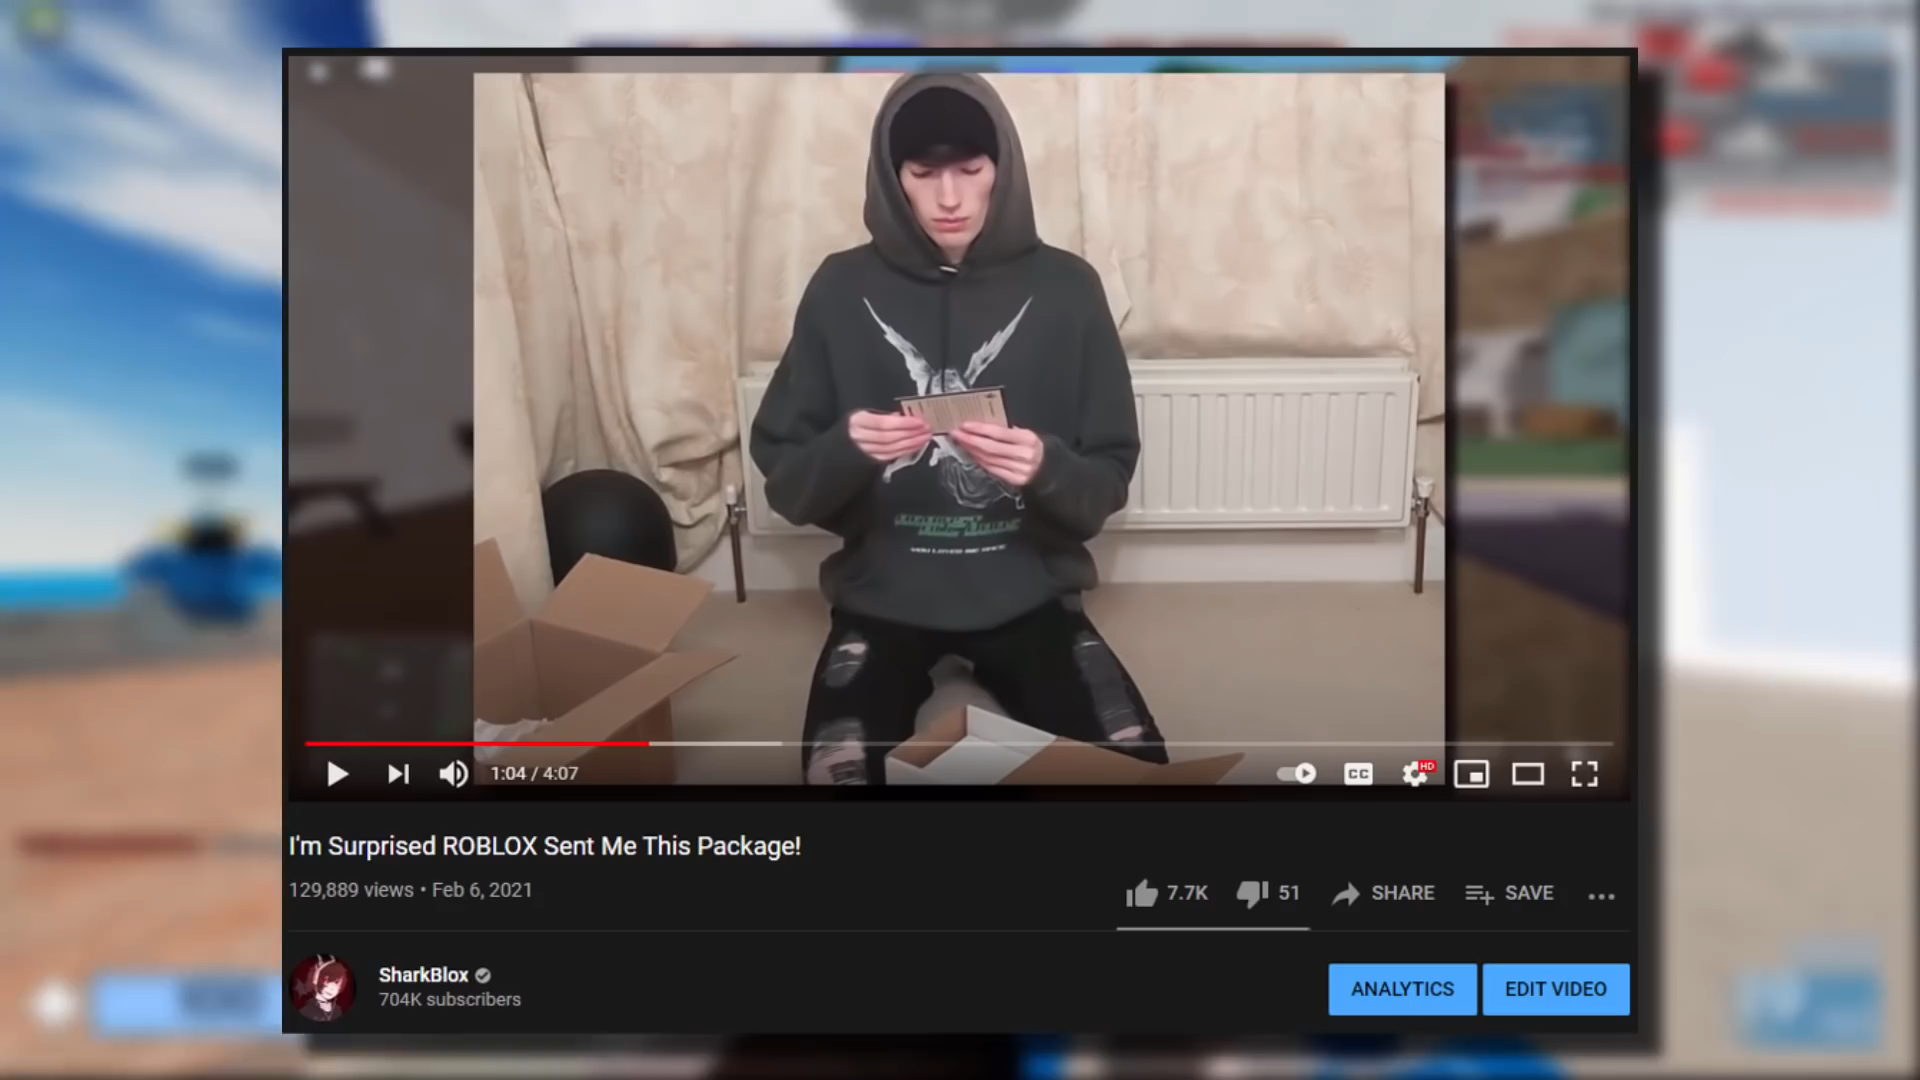 1:04 / 4:07
CC
HD
I'm Surprised ROBLOX Sent Me This Package!
129,889 views • Feb 6, 2021
7.7K 51 SHARE SAVE
SharkBlox
704K subscribers
ANALYTICS EDIT VIDEO